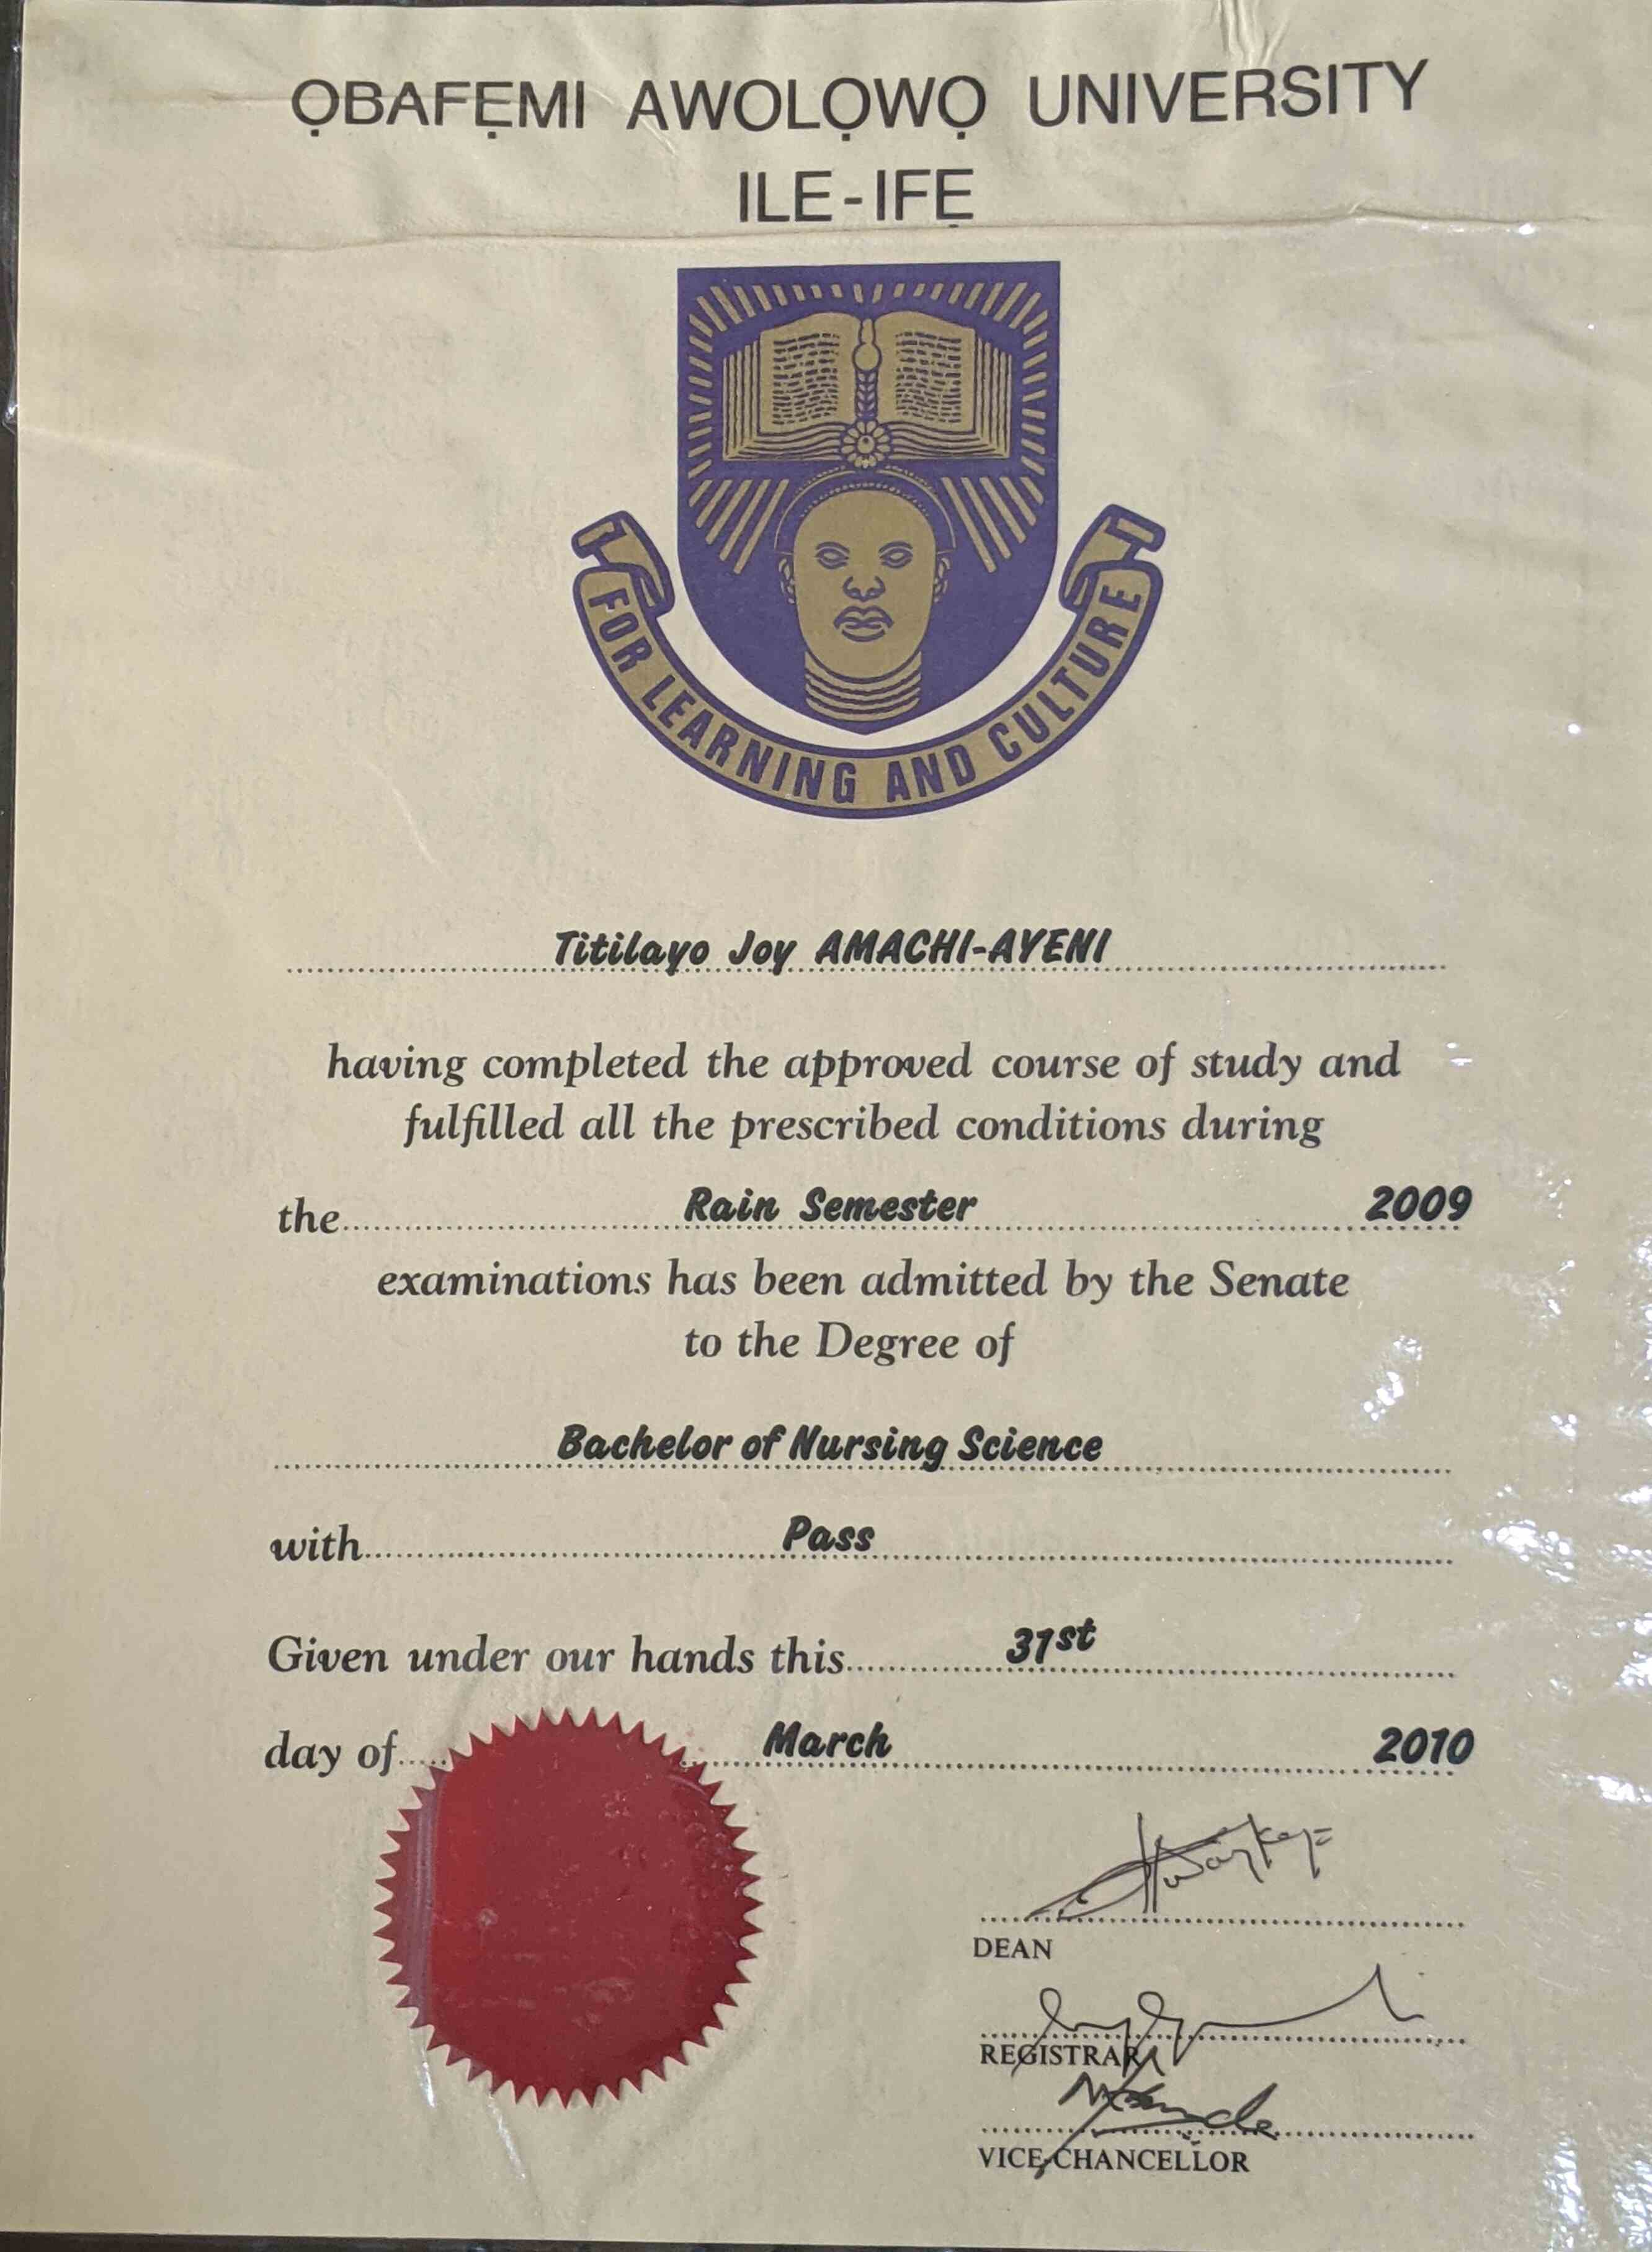 ỌBAFẸMI AWOLỌWỌ UNIVERSITY
ILE-IFẸ
FOR LEARNING AND CULTURE
Titilayo Joy AMACHI-AYENI
having completed the approved course of study and
fulfilled all the prescribed conditions during
the Rain Semester 2009
examinations has been admitted by the Senate
to the Degree of
Bachelor of Nursing Science
with Pass
Given under our hands this 31st
day of March 2010
DEAN
REGISTRAR
VICE-CHANCELLOR